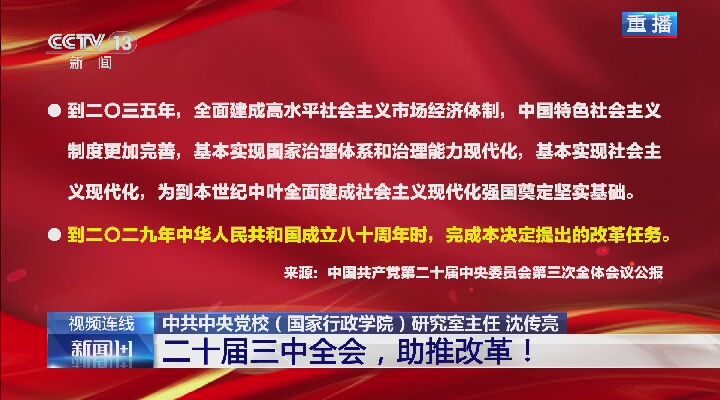 CCTV 13
新闻
重播
到二〇三五年，全面建成高水平社会主义市场经济体制，中国特色社会主义
制度更加完善，基本实现国家治理体系和治理能力现代化，基本实现社会主
义现代化，为到本世纪中叶全面建成社会主义现代化强国奠定坚实基础。
到二〇二九年中华人民共和国成立八十周年时，完成本决定提出的改革任务。
来源：中国共产党第二十届中央委员会第三次全体会议公报
视频连线
中共中央党校（国家行政学院）研究室主任 沈传亮
新闻1+1
二十届三中全会，助推改革！